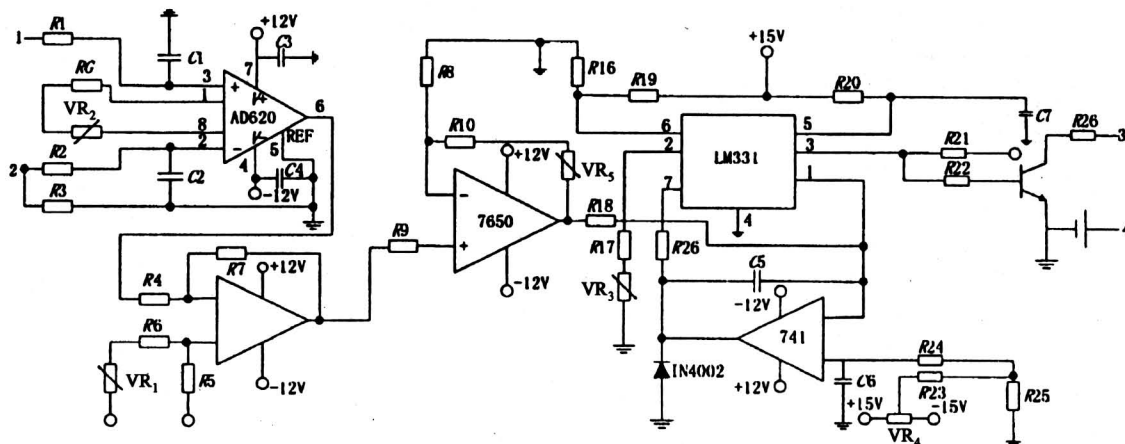 1
R1
C1
+12V
C3
7
RG
3
+
1
V+
AD620
6
VR2
8
2
-
V-
REF
5
4
C4
-12V
2
R2
R3
C2
R4
R7
+12V
R6
VR1
R5
-12V
R8
R10
+12V
VR5
-
7650
+
R9
-12V
R18
R16
R19
+15V
R20
C7
6
5
2
LM331
3
7
1
4
R21
R22
R26
3
4
R17
VR3
R26
C5
-12V
741
+12V
IN4002
C6
R24
R23
R25
+15V
-15V
VR4